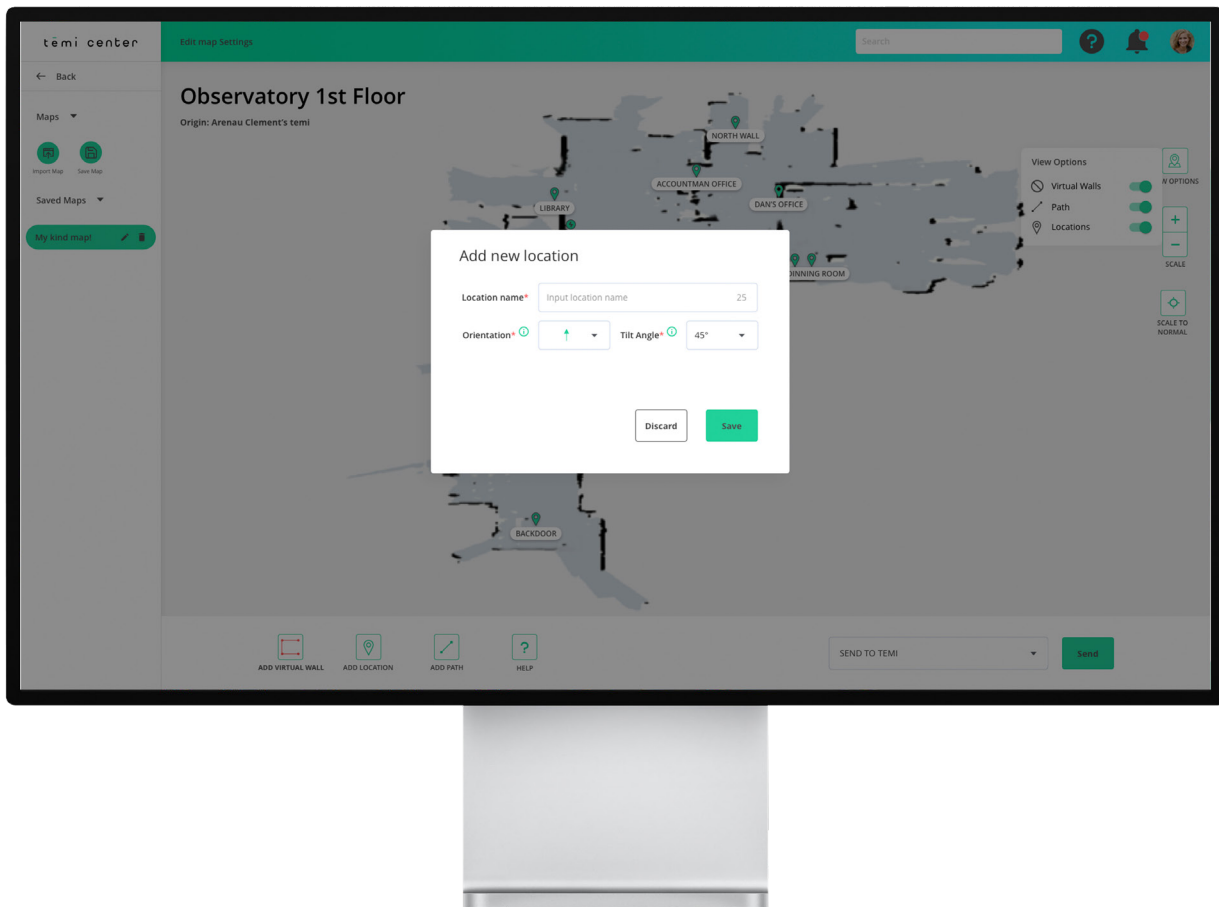 tēmi center
Edit map Settings
Search
?
← Back
Maps
Import Map
Save Map
Saved Maps
My kind map!
Observatory 1st Floor
Origin: Arenau Clement's temi
NORTH WALL
ACCOUNTMAN OFFICE
LIBRARY
DAN'S OFFICE
DINNING ROOM
BACKDOOR
View Options
Virtual Walls
Path
Locations
W OPTIONS
+
−
SCALE
SCALE TO
NORMAL
Add new location
Location name*
Input location name
25
Orientation*
Tilt Angle*
45°
Discard
Save
ADD VIRTUAL WALL
ADD LOCATION
ADD PATH
?
HELP
SEND TO TEMI
Send